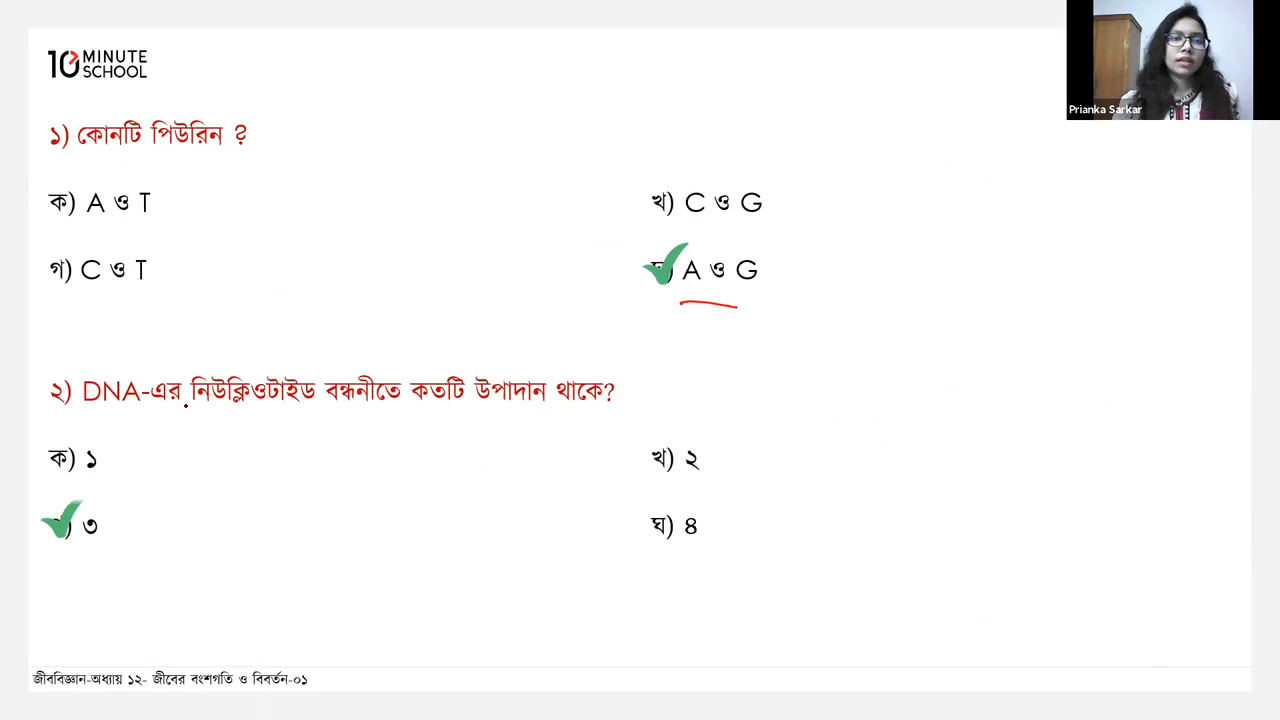 10 MINUTE SCHOOL
Prianka Sarkar
১) কোনটি পিউরিন ?
ক) A ও T
খ) C ও G
গ) C ও T
A ও G
২) DNA-এর নিউক্লিওটাইড বন্ধনীতে কতটি উপাদান থাকে?
ক) ১
খ) ২
৩
ঘ) ৪
জীববিজ্ঞান-অধ্যায় ১২- জীবের বংশগতি ও বিবর্তন-০১